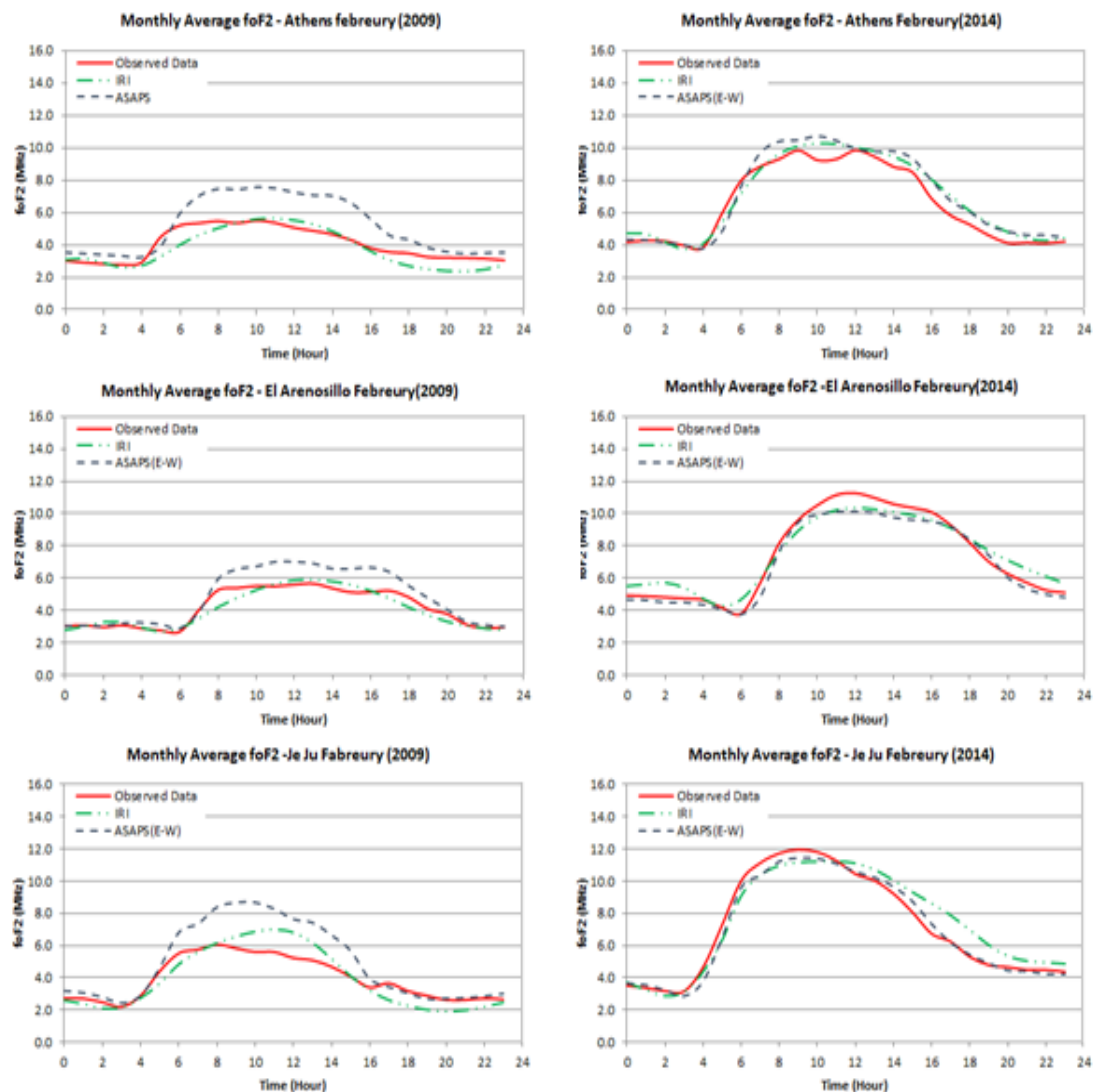 Monthly Average foF2 - Athens febreury (2009)
16.0
14.0
12.0
10.0
8.0
6.0
4.0
2.0
0.0
foF2 (MHz)
Observed Data
IRI
ASAPS
0 2 4 6 8 10 12 14 16 18 20 22 24
Time (Hour)
Monthly Average foF2 - Athens Febreury(2014)
16.0
14.0
12.0
10.0
8.0
6.0
4.0
2.0
0.0
foF2 (MHz)
Observed Data
IRI
ASAPS(E-W)
0 2 4 6 8 10 12 14 16 18 20 22 24
Time (Hour)
Monthly Average foF2 - El Arenosillo Febreury(2009)
16.0
14.0
12.0
10.0
8.0
6.0
4.0
2.0
0.0
foF2 (MHz)
Observed Data
IRI
ASAPS(E-W)
0 2 4 6 8 10 12 14 16 18 20 22 24
Time (Hour)
Monthly Average foF2 -El Arenosillo Febreury(2014)
16.0
14.0
12.0
10.0
8.0
6.0
4.0
2.0
0.0
foF2 (MHz)
Observed Data
IRI
ASAPS(E-W)
0 2 4 6 8 10 12 14 16 18 20 22 24
Time (Hour)
Monthly Average foF2 -Je Ju Fabreury (2009)
16.0
14.0
12.0
10.0
8.0
6.0
4.0
2.0
0.0
foF2 (MHz)
Observed Data
IRI
ASAPS(E-W)
0 2 4 6 8 10 12 14 16 18 20 22 24
Time (Hour)
Monthly Average foF2 - Je Ju Febreury (2014)
16.0
14.0
12.0
10.0
8.0
6.0
4.0
2.0
0.0
foF2 (MHz)
Observed Data
IRI
ASAPS(E-W)
0 2 4 6 8 10 12 14 16 18 20 22 24
Time (Hour)